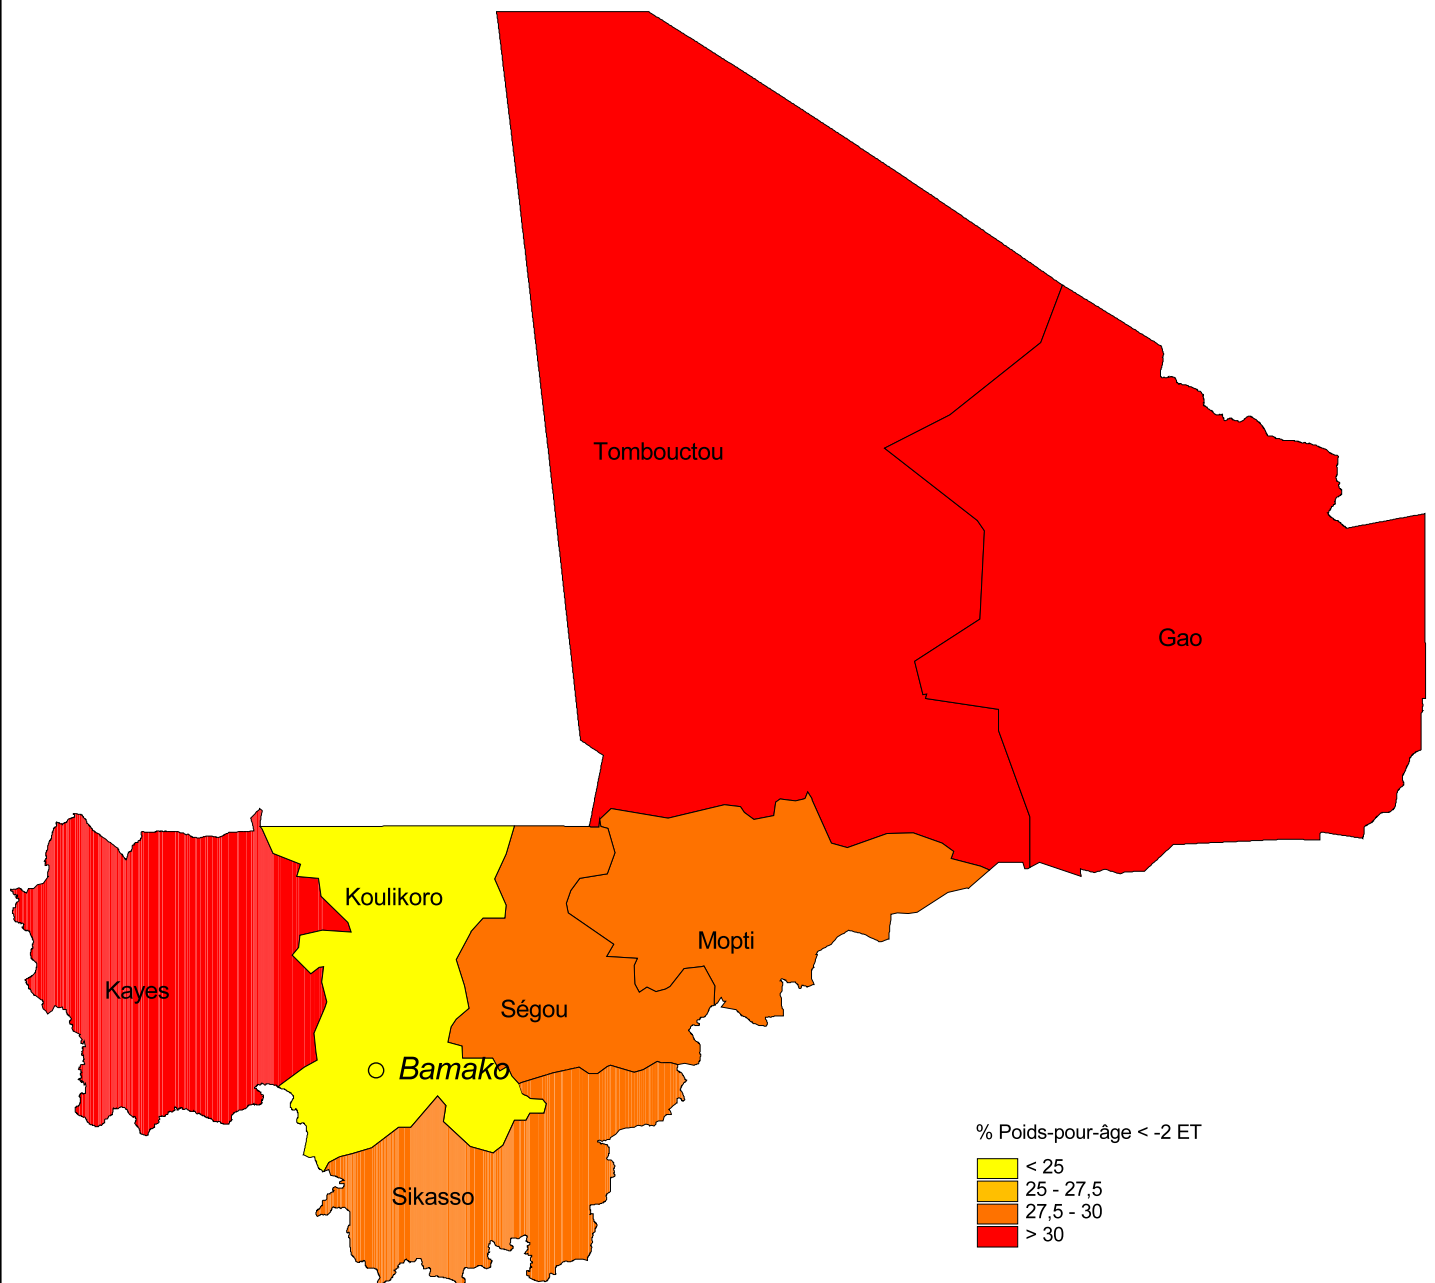 Tombouctou
Gao
Koulikoro
Mopti
Kayes
Ségou
Bamako
Sikasso
% Poids-pour-âge < -2 ET
< 25
25 - 27,5
27,5 - 30
> 30